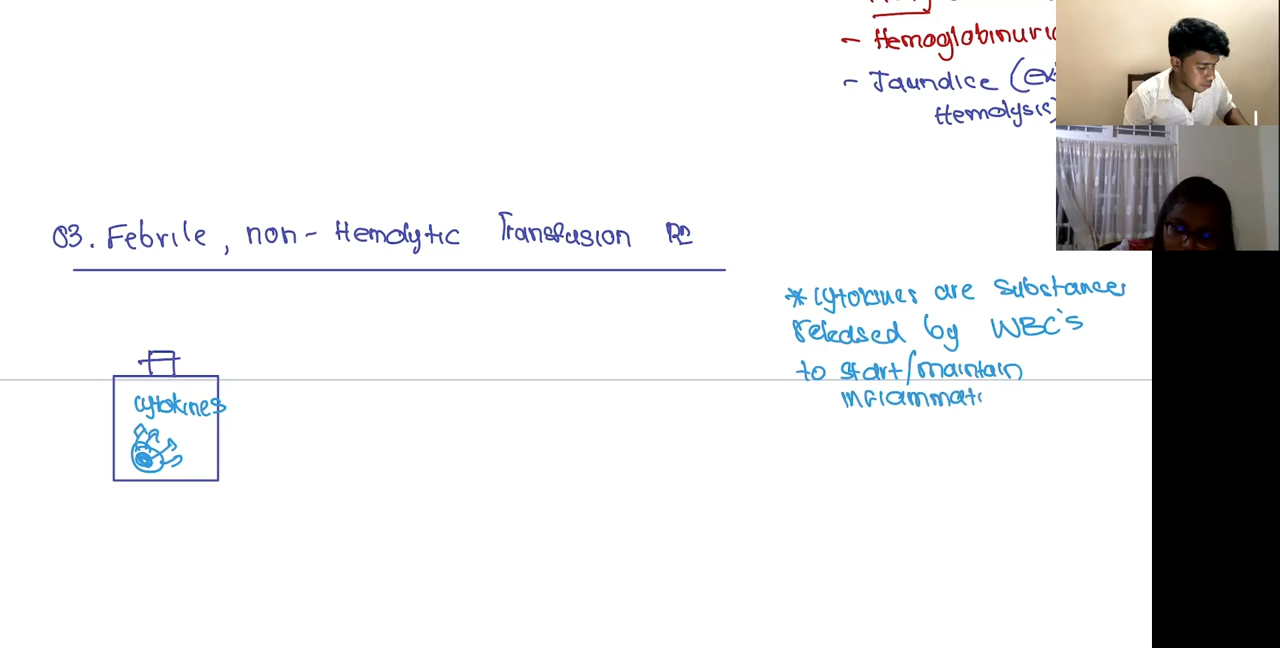 - Hemoglobinuri
- Jaundice (ex
Hemolysis)
03. Febrile, non-Hemolytic Transfusion
*cytokines are substances
released by WBC's
to start/maintain
inflammati
cytokines